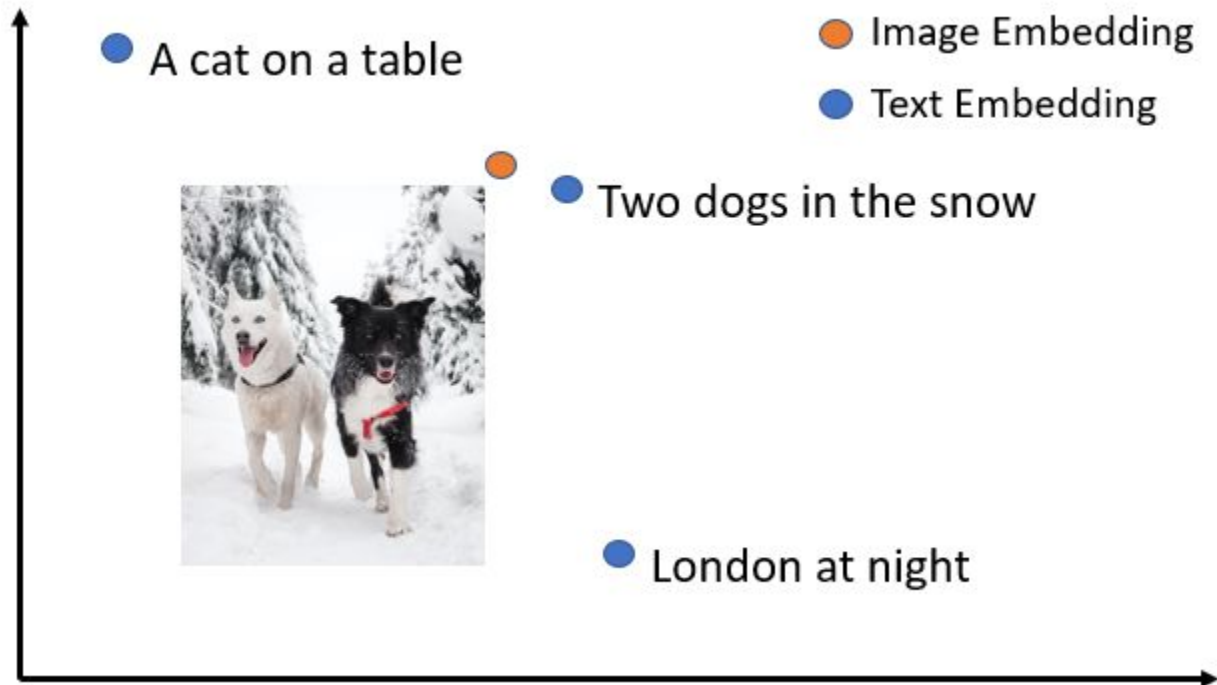 A cat on a table
Image Embedding
Text Embedding
Two dogs in the snow
London at night